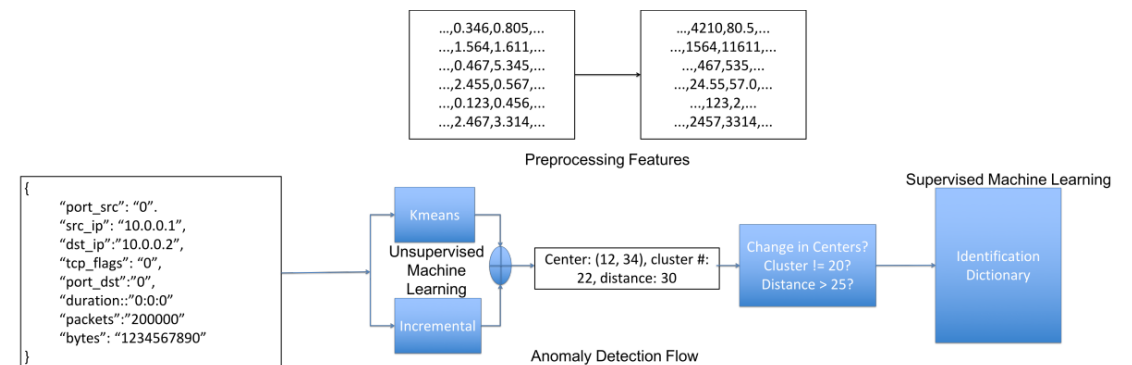 ...,0.346,0.805,...
...,1.564,1.611,...
...,0.467,5.345,...
...,2.455,0.567,...
...,0.123,0.456,...
...,2.467,3.314,...
...,4210,80.5,...
...,1564,11611,...
...,467,535,...
...,24.55,57.0,...
...,123,2,...
...,2457,3314,...
Preprocessing Features
{
“port_src”: “0”.
“src_ip”: “10.0.0.1”,
“dst_ip”:”10.0.0.2”,
“tcp_flags”: “0”,
“port_dst”:”0”,
“duration::”0:0:0”
“packets”:”200000”
“bytes”: “1234567890”
}
Kmeans
Unsupervised
Machine
Learning
Incremental
Center: (12, 34), cluster #:
22, distance: 30
Change in Centers?
Cluster != 20?
Distance > 25?
Supervised Machine Learning
Identification
Dictionary
Anomaly Detection Flow